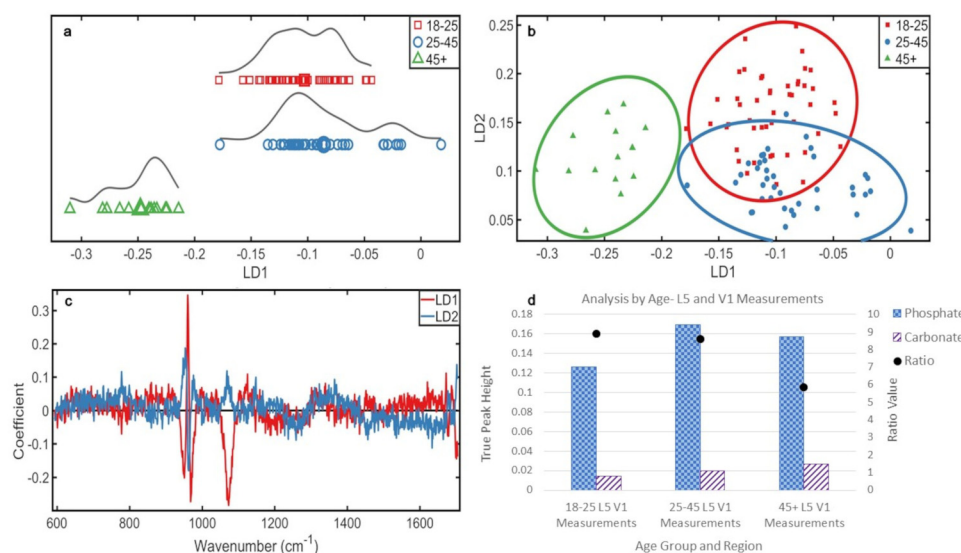 a
18-25
25-45
45+
-0.3 -0.25 -0.2 -0.15 -0.1 -0.05 0
LD1
b
18-25
25-45
45+
0.25
0.2
0.15
0.1
0.05
LD2
-0.3 -0.25 -0.2 -0.15 -0.1 -0.05 0
LD1
c
LD1
LD2
0.3
0.2
0.1
0
-0.1
-0.2
Coefficient
600 800 1000 1200 1400 1600
Wavenumber (cm⁻¹)
d
Analysis by Age- L5 and V1 Measurements
Phosphate
Carbonate
Ratio
0.18
0.16
0.14
0.12
0.1
0.08
0.06
0.04
0.02
0
True Peak Height
10
9
8
7
6
5
4
3
2
1
0
Ratio Value
18-25 L5 V1 25-45 L5 V1 45+ L5 V1
Measurements Measurements Measurements
Age Group and Region